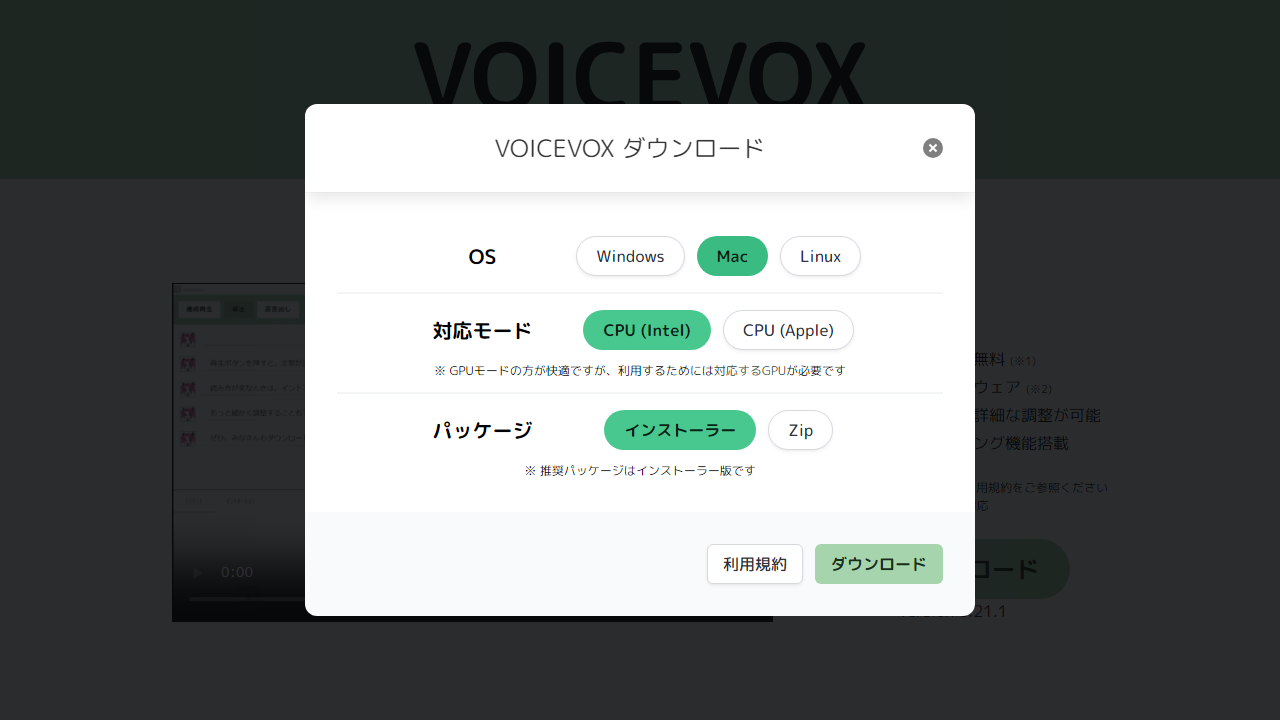 VOICEVOX
VOICEVOX ダウンロード
OS
Windows
Mac
Linux
対応モード
CPU (Intel)
CPU (Apple)
※ GPUモードの方が快適ですが、利用するためには対応するGPUが必要です
パッケージ
インストーラー
Zip
※ 推奨パッケージはインストーラー版です
利用規約
ダウンロード
無料 (※1)
ウェア (※2)
詳細な調整が可能
ング機能搭載
用規約をご参照ください
応
ロード
21.1
0:00